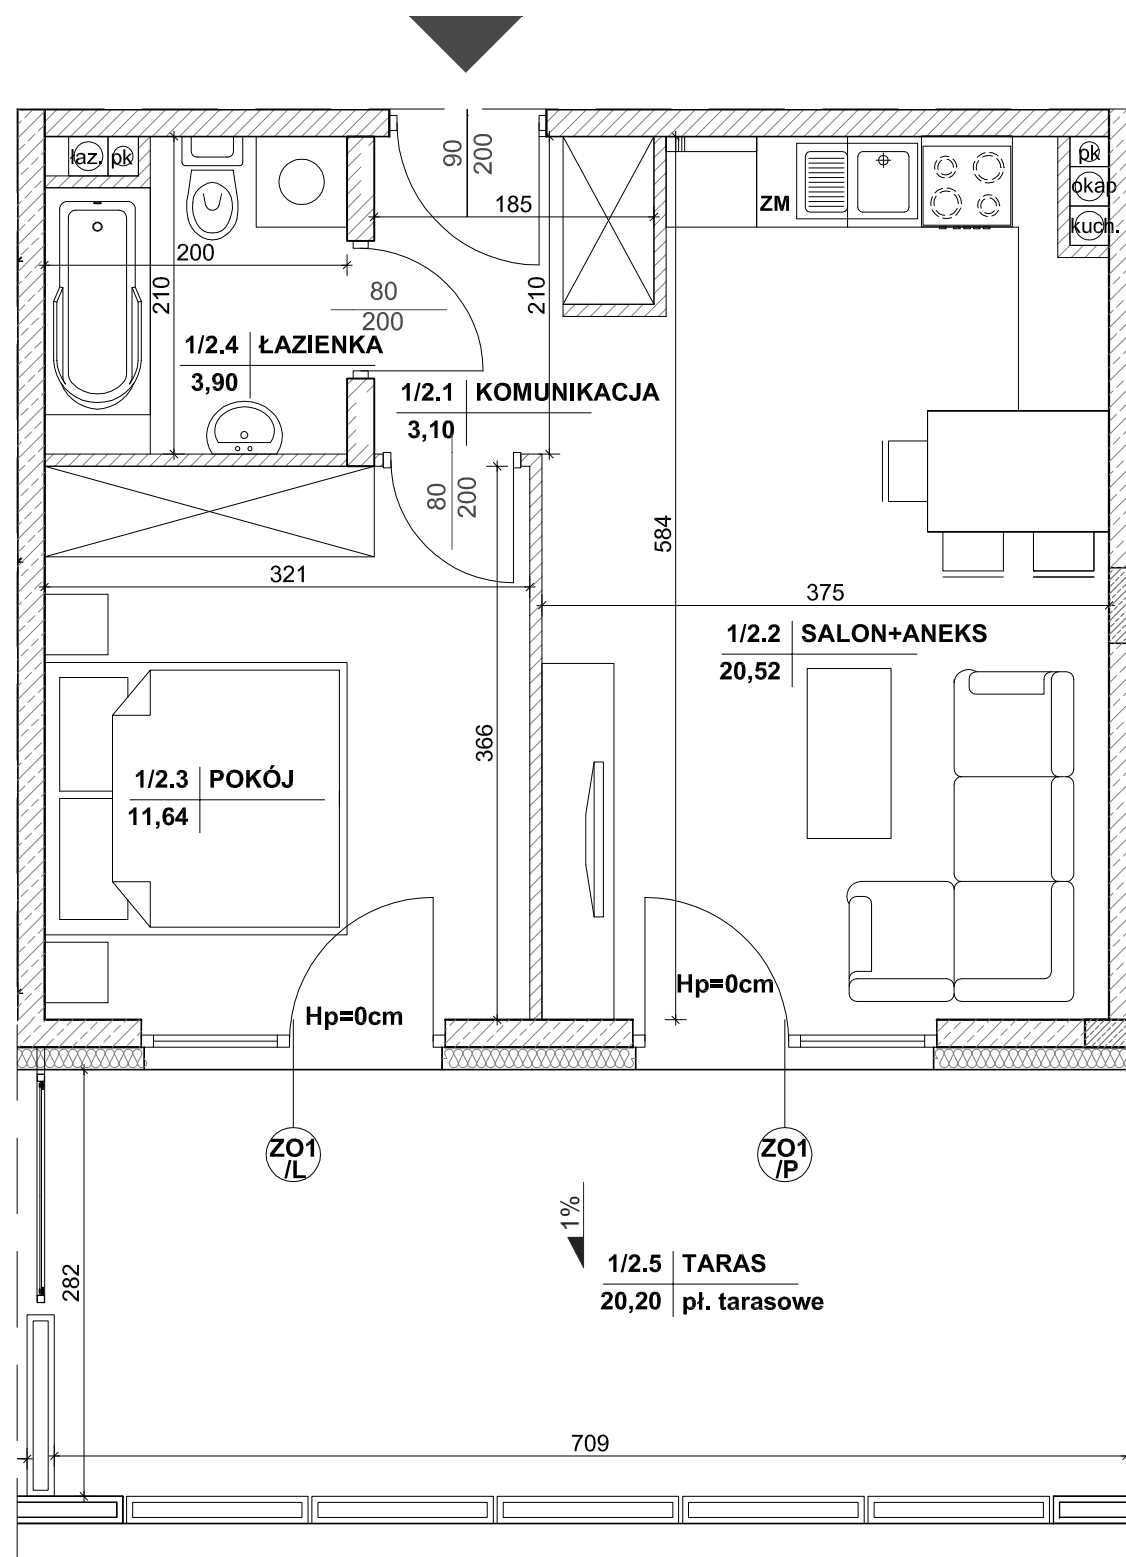 90
200
łaz. pk
pk
okap
kuch.
ZM
185
200
210
210
80
200
1/2.4 ŁAZIENKA
3,90
1/2.1 KOMUNIKACJA
3,10
80
200
584
321
375
1/2.2 SALON+ANEKS
20,52
366
1/2.3 POKÓJ
11,64
Hp=0cm
Hp=0cm
ZO1
/L
ZO1
/P
1%
1/2.5 TARAS
20,20 pł. tarasowe
282
709